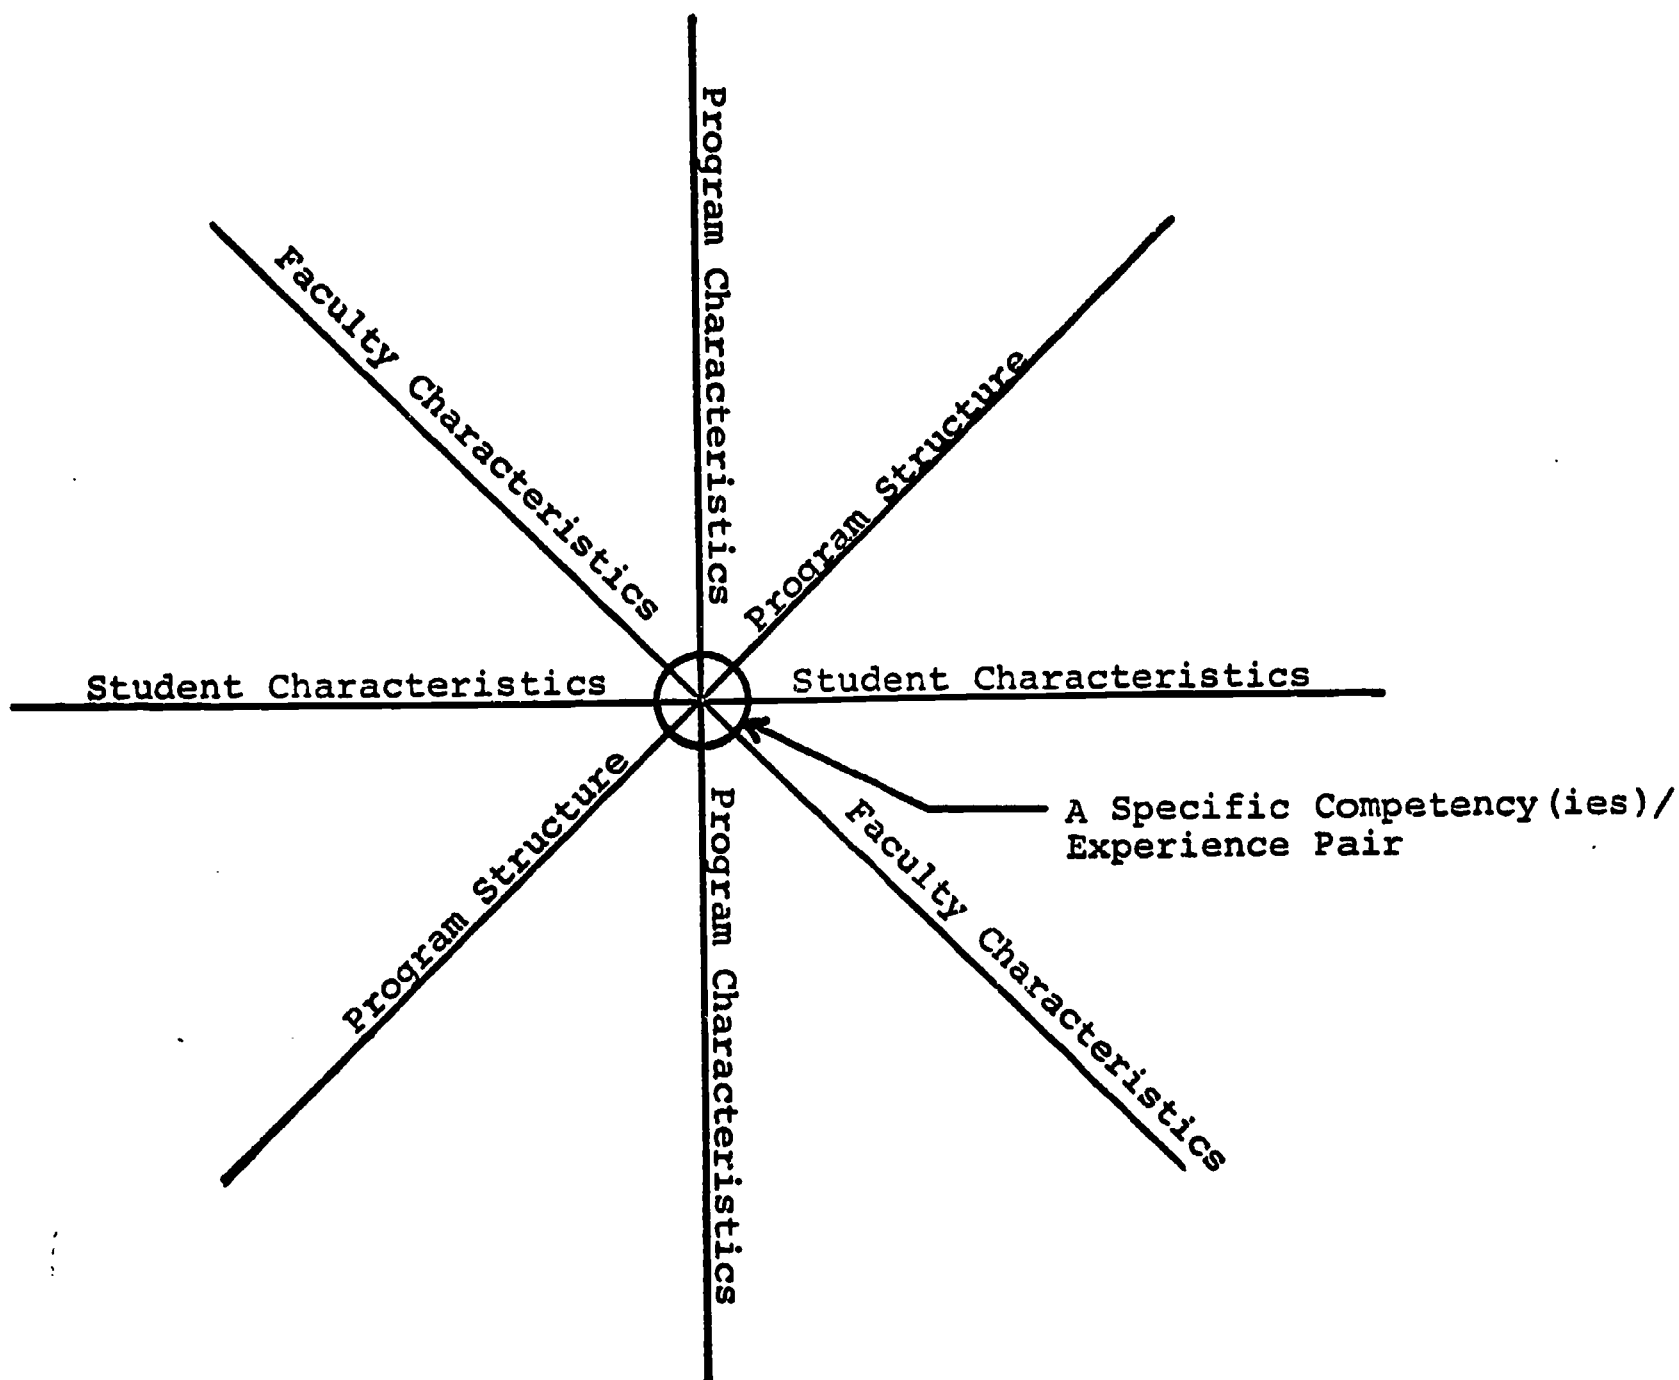 Program Characteristics
Faculty Characteristics
Program Structure
Student Characteristics
Student Characteristics
Program Structure
Program Characteristics
Faculty Characteristics
A Specific Competency(ies)/
Experience Pair